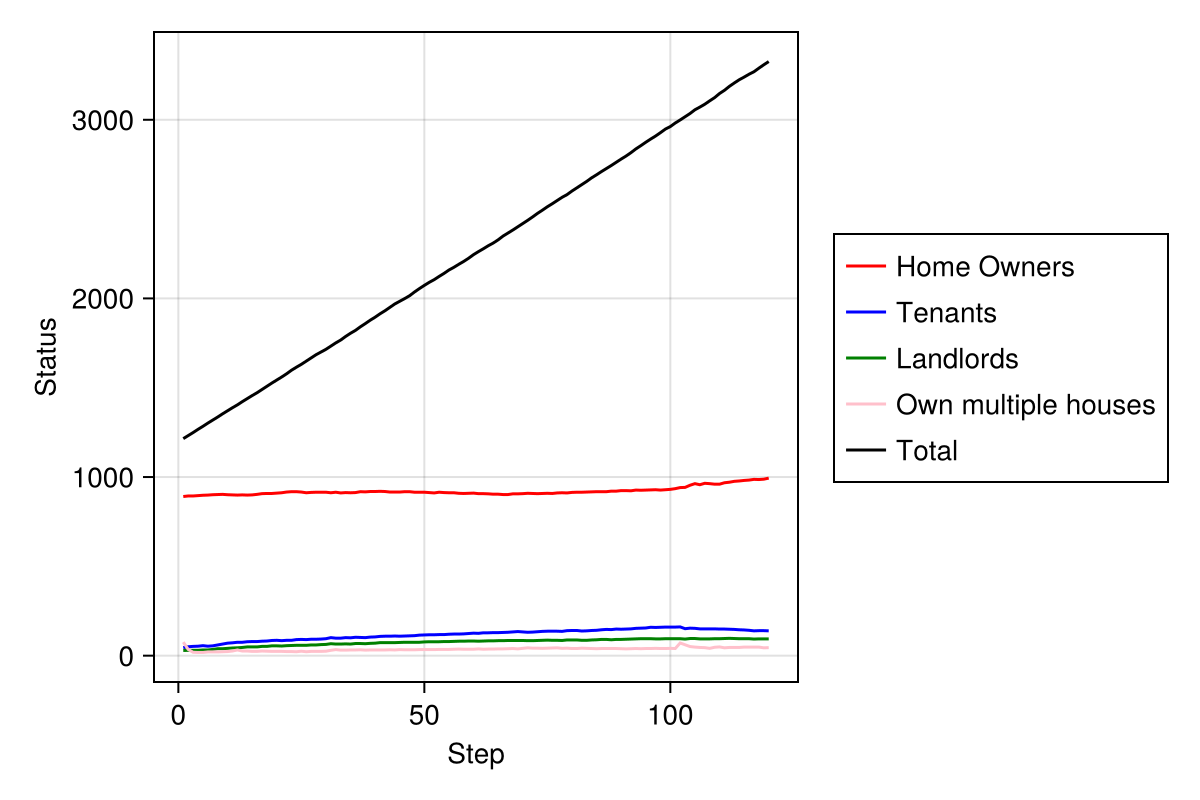 3000
2000
1000
0
Status
0 50 100
Step
Home Owners
Tenants
Landlords
Own multiple houses
Total